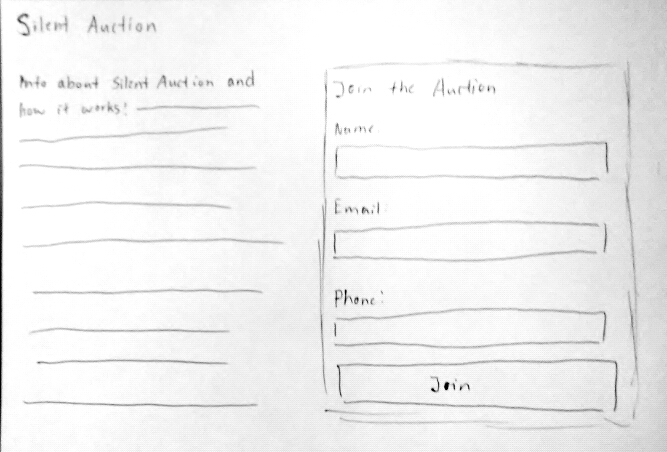 Silent Auction
Info about Silent Auction and
how it works!
Join the Auction
Name:
Email:
Phone:
Join